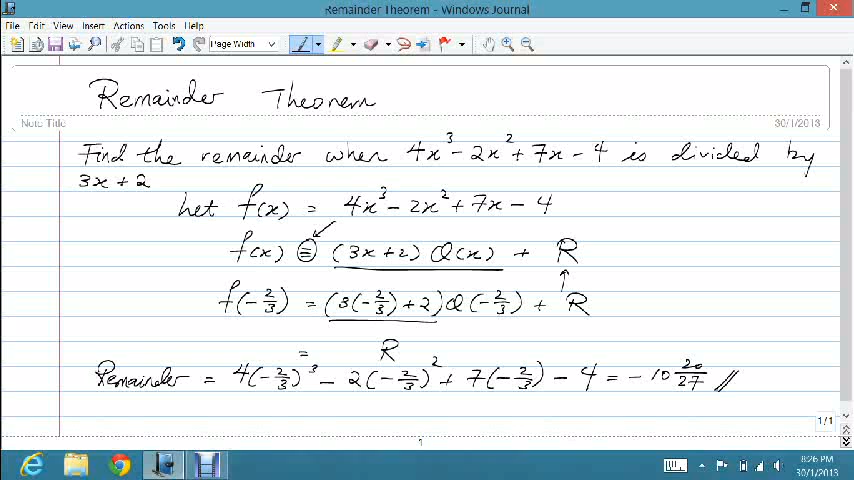 Remainder Theorem - Windows Journal
File Edit View Insert Actions Tools Help
Page Width
Remainder Theorem
Note Title 30/1/2013
Find the remainder when 4x³ - 2x² + 7x - 4 is divided by
3x + 2
Let f(x) = 4x³ - 2x² + 7x - 4
f(x) ≡ (3x + 2) Q(x) + R
f(-2/3) = (3(-2/3) + 2) Q(-2/3) + R
= R
Remainder = 4(-2/3)³ - 2(-2/3)² + 7(-2/3) - 4 = -10 20/27 //
1/1
1
8:26 PM
30/1/2013